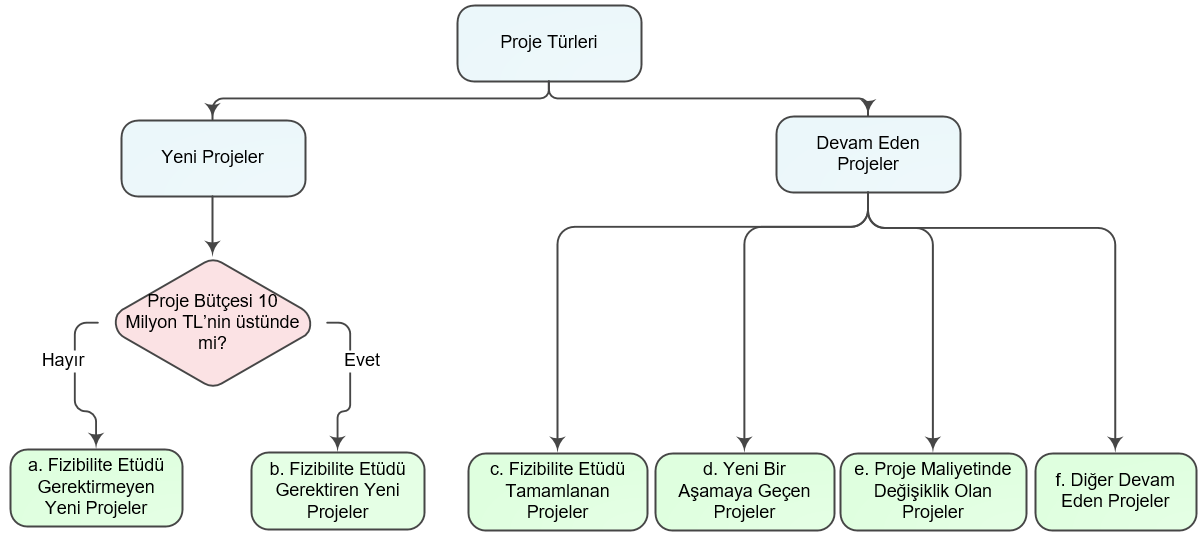 Proje Türleri
Yeni Projeler
Devam Eden
Projeler
Proje Bütçesi 10
Milyon TL’nin üstünde
mi?
Hayır
Evet
a. Fizibilite Etüdü
Gerektirmeyen
Yeni Projeler
b. Fizibilite Etüdü
Gerektiren Yeni
Projeler
c. Fizibilite Etüdü
Tamamlanan
Projeler
d. Yeni Bir
Aşamaya Geçen
Projeler
e. Proje Maliyetinde
Değişiklik Olan
Projeler
f. Diğer Devam
Eden Projeler